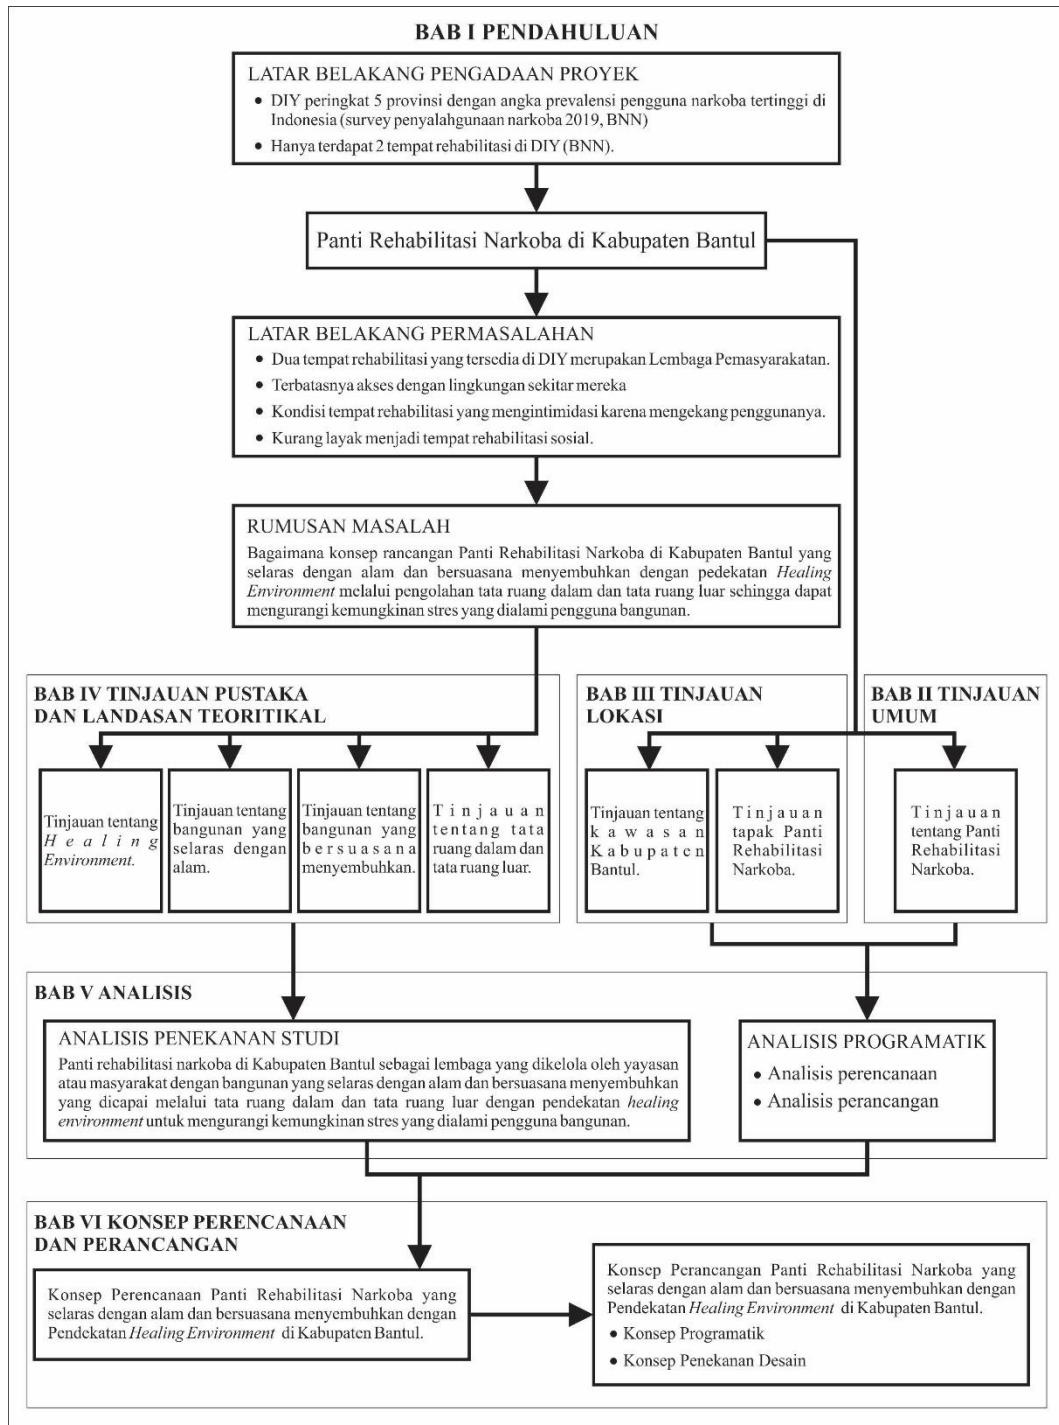 BAB I PENDAHULUAN
LATAR BELAKANG PENGADAAN PROYEK
• DIY peringkat 5 provinsi dengan angka prevalensi pengguna narkoba tertinggi di
Indonesia (survey penyalahgunaan narkoba 2019, BNN)
• Hanya terdapat 2 tempat rehabilitasi di DIY (BNN).
Panti Rehabilitasi Narkoba di Kabupaten Bantul
LATAR BELAKANG PERMASALAHAN
• Dua tempat rehabilitasi yang tersedia di DIY merupakan Lembaga Pemasyarakatan.
• Terbatasnya akses dengan lingkungan sekitar mereka
• Kondisi tempat rehabilitasi yang mengintimidasi karena mengekang penggunanya.
• Kurang layak menjadi tempat rehabilitasi sosial.
RUMUSAN MASALAH
Bagaimana konsep rancangan Panti Rehabilitasi Narkoba di Kabupaten Bantul yang
selaras dengan alam dan bersuasana menyembuhkan dengan pedekatan Healing
Environment melalui pengolahan tata ruang dalam dan tata ruang luar sehingga dapat
mengurangi kemungkinan stres yang dialami pengguna bangunan.
BAB IV TINJAUAN PUSTAKA
DAN LANDASAN TEORITIKAL
Tinjauan tentang
Healing
Environment.
Tinjauan tentang
bangunan yang
selaras dengan
alam.
Tinjauan tentang
bangunan yang
bersuasana
menyembuhkan.
Tinjauan
tentang tata
ruang dalam dan
tata ruang luar.
BAB III TINJAUAN
LOKASI
Tinjauan tentang
kawasan
Kabupaten
Bantul.
Tinjauan
tapak Panti
Rehabilitasi
Narkoba.
BAB II TINJAUAN
UMUM
Tinjauan
tentang Panti
Rehabilitasi
Narkoba.
BAB V ANALISIS
ANALISIS PENEKANAN STUDI
Panti rehabilitasi narkoba di Kabupaten Bantul sebagai lembaga yang dikelola oleh yayasan
atau masyarakat dengan bangunan yang selaras dengan alam dan bersuasana menyembuhkan
yang dicapai melalui tata ruang dalam dan tata ruang luar dengan pendekatan healing
environment untuk mengurangi kemungkinan stres yang dialami pengguna bangunan.
ANALISIS PROGRAMATIK
• Analisis perencanaan
• Analisis perancangan
BAB VI KONSEP PERENCANAAN
DAN PERANCANGAN
Konsep Perencanaan Panti Rehabilitasi Narkoba yang
selaras dengan alam dan bersuasana menyembuhkan dengan
Pendekatan Healing Environment di Kabupaten Bantul.
Konsep Perancangan Panti Rehabilitasi Narkoba yang
selaras dengan alam dan bersuasana menyembuhkan dengan
Pendekatan Healing Environment di Kabupaten Bantul.
• Konsep Programatik
• Konsep Penekanan Desain